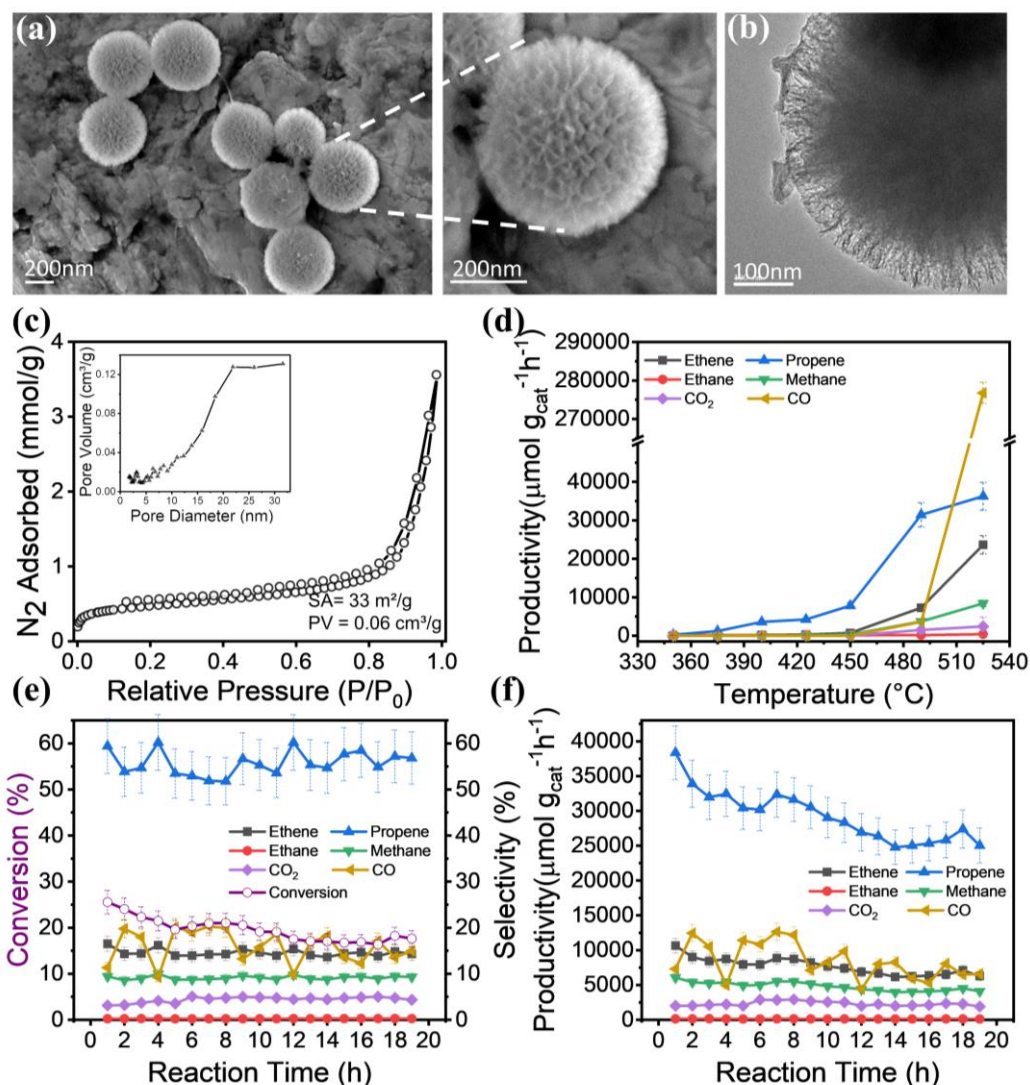 (a)
200nm
200nm
(b)
100nm
(c)
N₂ Adsorbed (mmol/g)
4
3
2
1
0
Pore Volume (cm³/g)
0.12
0.08
0.04
0.00
0 5 10 15 20 25 30
Pore Diameter (nm)
SA= 33 m²/g
PV = 0.06 cm³/g
0.0 0.2 0.4 0.6 0.8 1.0
Relative Pressure (P/P₀)
(d)
Productivity(μmol g_cat⁻¹h⁻¹)
290000
280000
270000
40000
30000
20000
10000
0
Ethene Propene
Ethane Methane
CO₂ CO
330 360 390 420 450 480 510 540
Temperature (°C)
(e)
Conversion (%)
60
50
40
30
20
10
0
Ethene Propene
Ethane Methane
CO₂ CO
Conversion
60
50
40
30
20
10
0
Selectivity (%)
0 2 4 6 8 10 12 14 16 18 20
Reaction Time (h)
(f)
Productivity(μmol g_cat⁻¹h⁻¹)
40000
35000
30000
25000
20000
15000
10000
5000
0
Ethene Propene
Ethane Methane
CO₂ CO
0 2 4 6 8 10 12 14 16 18 20
Reaction Time (h)